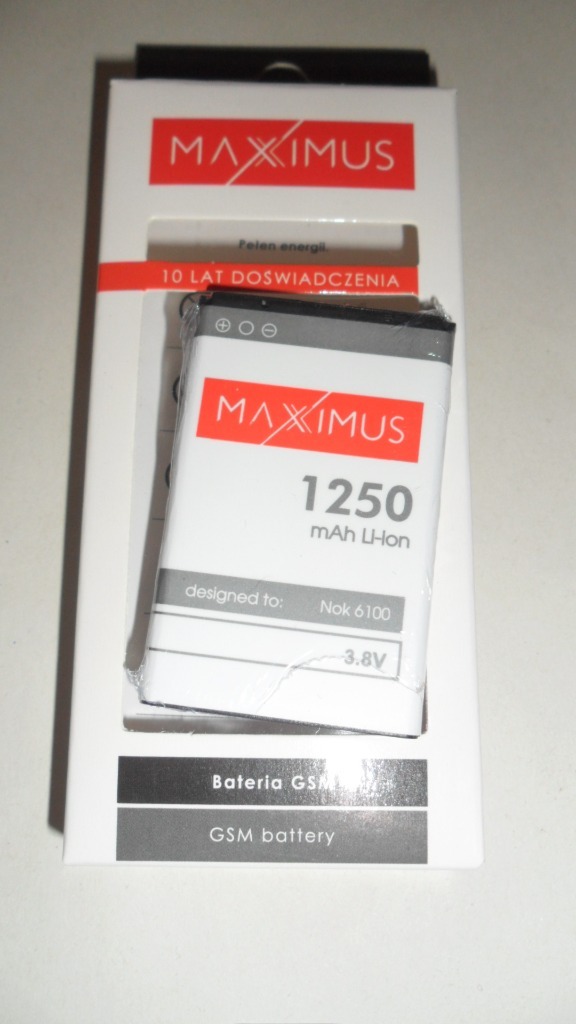 MAXXIMUS
Pełen energii.
10 LAT DOSWIADCZENIA
MAXXIMUS
1250
mAh Li-Ion
designed to: Nok 6100
3.8V
Bateria GSM
GSM battery